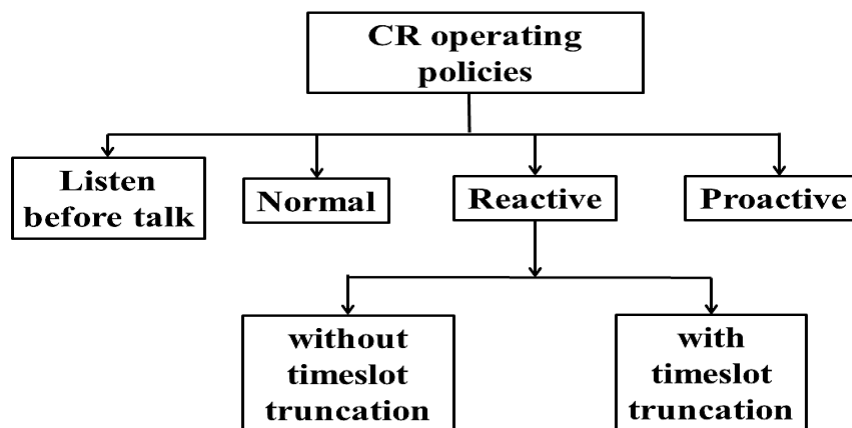 CR operating
policies
Listen
before talk
Normal
Reactive
Proactive
without
timeslot
truncation
with
timeslot
truncation